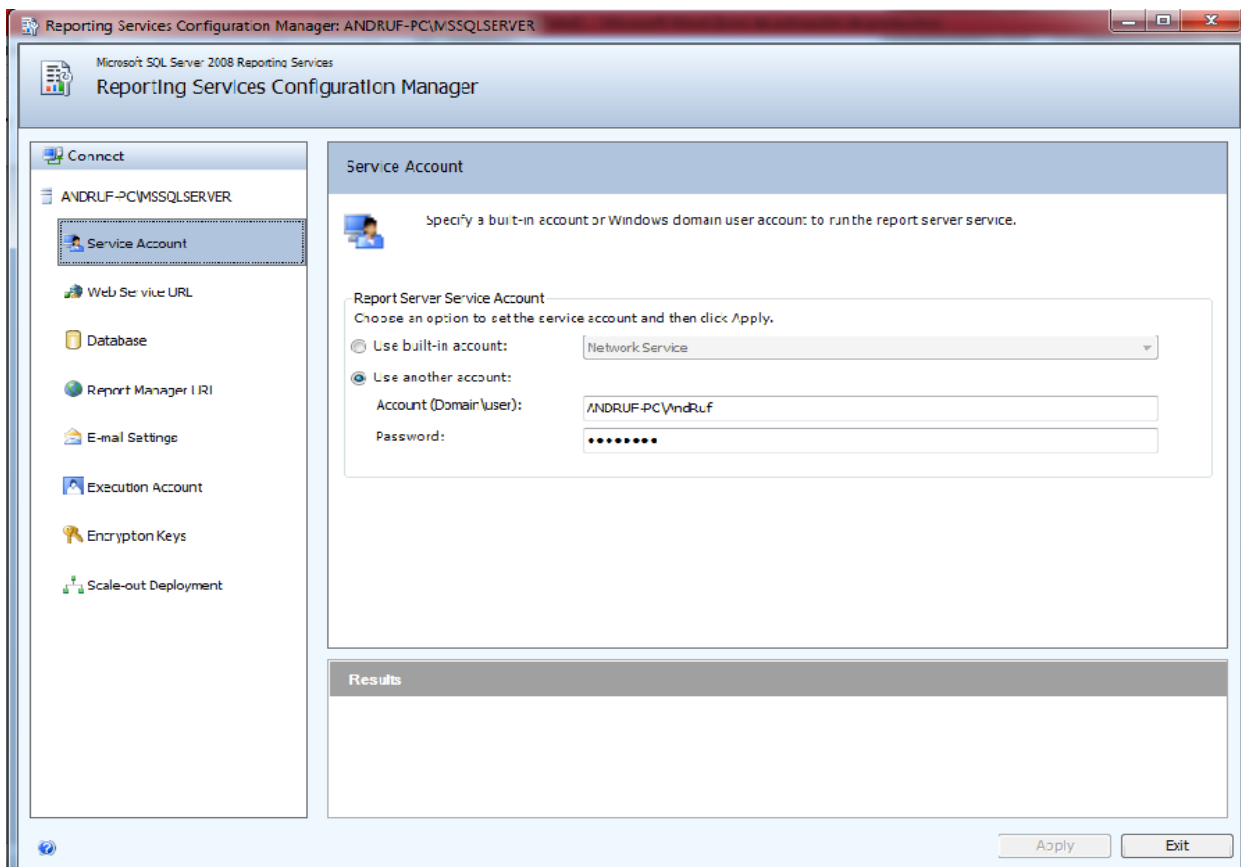 Reporting Services Configuration Manager: ANDRUF-PC\MSSQLSERVER
Microsoft SQL Server 2008 Reporting Services
Reporting Services Configuration Manager
Connect
ANDRUF-PC\MSSQLSERVER
Service Account
Web Service URL
Database
Report Manager URL
E-mail Settings
Execution Account
Encryption Keys
Scale-out Deployment
Service Account
Specify a built-in account or Windows domain user account to run the report server service.
Report Server Service Account
Choose an option to set the service account and then click Apply.
Use built-in account:
Network Service
Use another account:
Account (Domain\user):
ANDRUF-PC\AndRuf
Password:
••••••••
Results
Apply
Exit